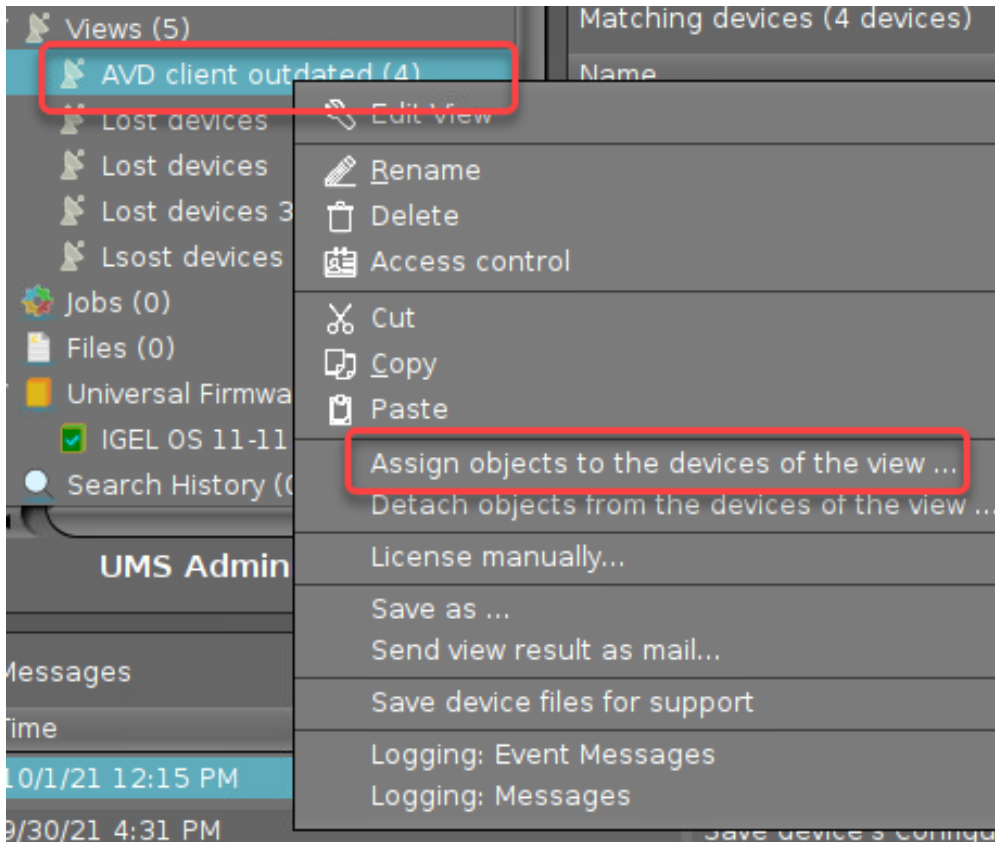 Views (5)
AVD client outdated (4)
Lost devices
Lost devices
Lost devices 3
Lsost devices
Jobs (0)
Files (0)
Universal Firmwa
IGEL OS 11-11
Search History (0
UMS Admin
Messages
Time
10/1/21 12:15 PM
9/30/21 4:31 PM
Matching devices (4 devices)
Name
Edit View
Rename
Delete
Access control
Cut
Copy
Paste
Assign objects to the devices of the view ...
Detach objects from the devices of the view ...
License manually...
Save as ...
Send view result as mail...
Save device files for support
Logging: Event Messages
Logging: Messages
Save device's configu